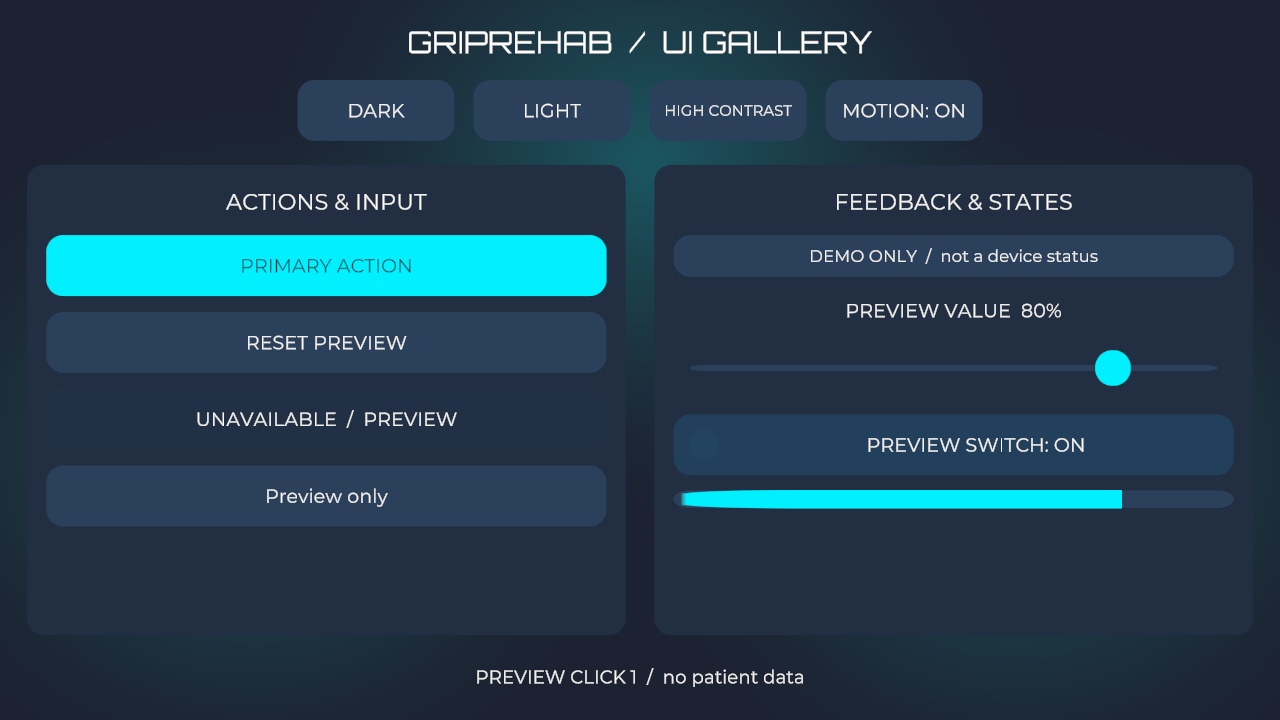 GRIPREHAB / UI GALLERY
DARK
LIGHT
HIGH CONTRAST
MOTION: ON
ACTIONS & INPUT
PRIMARY ACTION
RESET PREVIEW
UNAVAILABLE / PREVIEW
Preview only
FEEDBACK & STATES
DEMO ONLY / not a device status
PREVIEW VALUE 80%
PREVIEW SWITCH: ON
PREVIEW CLICK 1 / no patient data